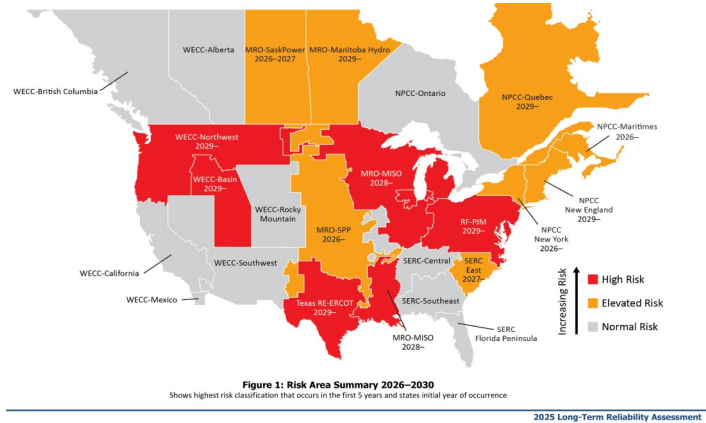 WECC-Alberta
MRO-SaskPower
2026–2027
MRO-Manitoba Hydro
2029–
WECC-British Columbia
NPCC-Ontario
NPCC-Quebec
2029–
NPCC-Maritimes
2026–
WECC-Northwest
2029–
MRO-MISO
2028–
WECC-Basin
2029–
NPCC
New England
2029–
WECC-Rocky
Mountain
MRO-SPP
2026–
RF-PJM
2029–
NPCC
New York
2026–
WECC-California
WECC-Southwest
SERC-Central
SERC
East
2027–
WECC-Mexico
Texas RE-ERCOT
2029–
SERC-Southeast
MRO-MISO
2028–
SERC
Florida Peninsula
Increasing Risk
High Risk
Elevated Risk
Normal Risk
Figure 1: Risk Area Summary 2026–2030
Shows highest risk classification that occurs in the first 5 years and states initial year of occurrence
2025 Long-Term Reliability Assessment